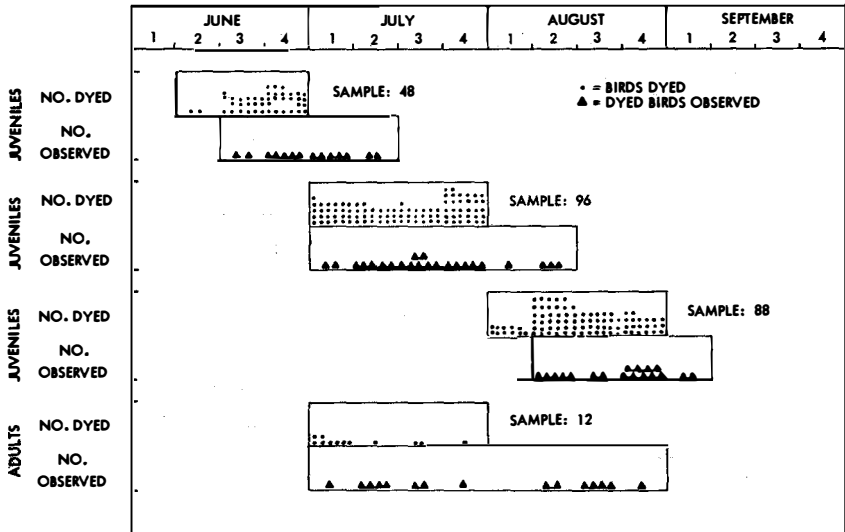 JUNE JULY AUGUST SEPTEMBER
1 2 3 4 1 2 3 4 1 2 3 4 1 2 3 4
JUVENILES
NO. DYED
SAMPLE: 48
• = BIRDS DYED
▲ = DYED BIRDS OBSERVED
NO.
OBSERVED
JUVENILES
NO. DYED
SAMPLE: 96
NO.
OBSERVED
JUVENILES
NO. DYED
SAMPLE: 88
NO.
OBSERVED
ADULTS
NO. DYED
SAMPLE: 12
NO.
OBSERVED